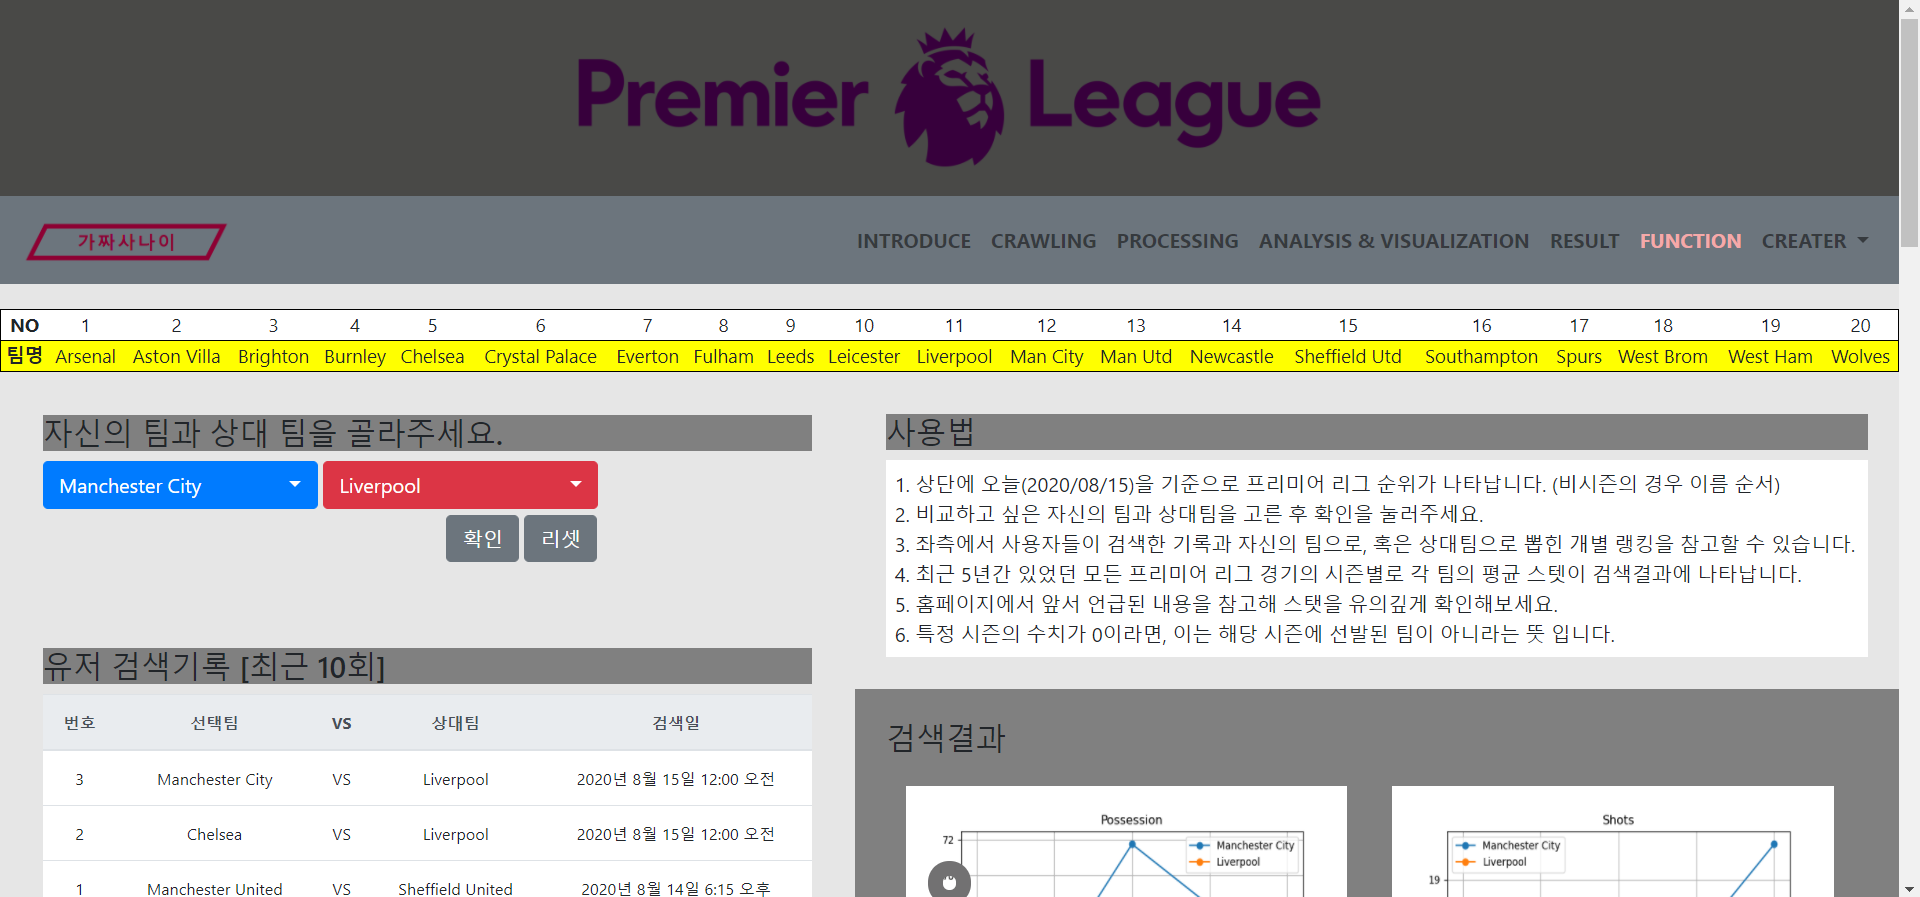 Premier League
가짜사나이
INTRODUCE CRAWLING PROCESSING ANALYSIS & VISUALIZATION RESULT FUNCTION CREATER
NO 1 2 3 4 5 6 7 8 9 10 11 12 13 14 15 16 17 18 19 20
팀명 Arsenal Aston Villa Brighton Burnley Chelsea Crystal Palace Everton Fulham Leeds Leicester Liverpool Man City Man Utd Newcastle Sheffield Utd Southampton Spurs West Brom West Ham Wolves
자신의 팀과 상대 팀을 골라주세요.
Manchester City Liverpool
확인 리셋
유저 검색기록 [최근 10회]
번호 선택팀 VS 상대팀 검색일
3 Manchester City VS Liverpool 2020년 8월 15일 12:00 오전
2 Chelsea VS Liverpool 2020년 8월 15일 12:00 오전
1 Manchester United VS Sheffield United 2020년 8월 14일 6:15 오후
사용법
1. 상단에 오늘(2020/08/15)을 기준으로 프리미어 리그 순위가 나타납니다. (비시즌의 경우 이름 순서)
2. 비교하고 싶은 자신의 팀과 상대팀을 고른 후 확인을 눌러주세요.
3. 좌측에서 사용자들이 검색한 기록과 자신의 팀으로, 혹은 상대팀으로 뽑힌 개별 랭킹을 참고할 수 있습니다.
4. 최근 5년간 있었던 모든 프리미어 리그 경기의 시즌별로 각 팀의 평균 스텟이 검색결과에 나타납니다.
5. 홈페이지에서 앞서 언급된 내용을 참고해 스탯을 유의깊게 확인해보세요.
6. 특정 시즌의 수치가 0이라면, 이는 해당 시즌에 선발된 팀이 아니라는 뜻 입니다.
검색결과
Possession
72
Manchester City
Liverpool
Shots
Manchester City
Liverpool
19